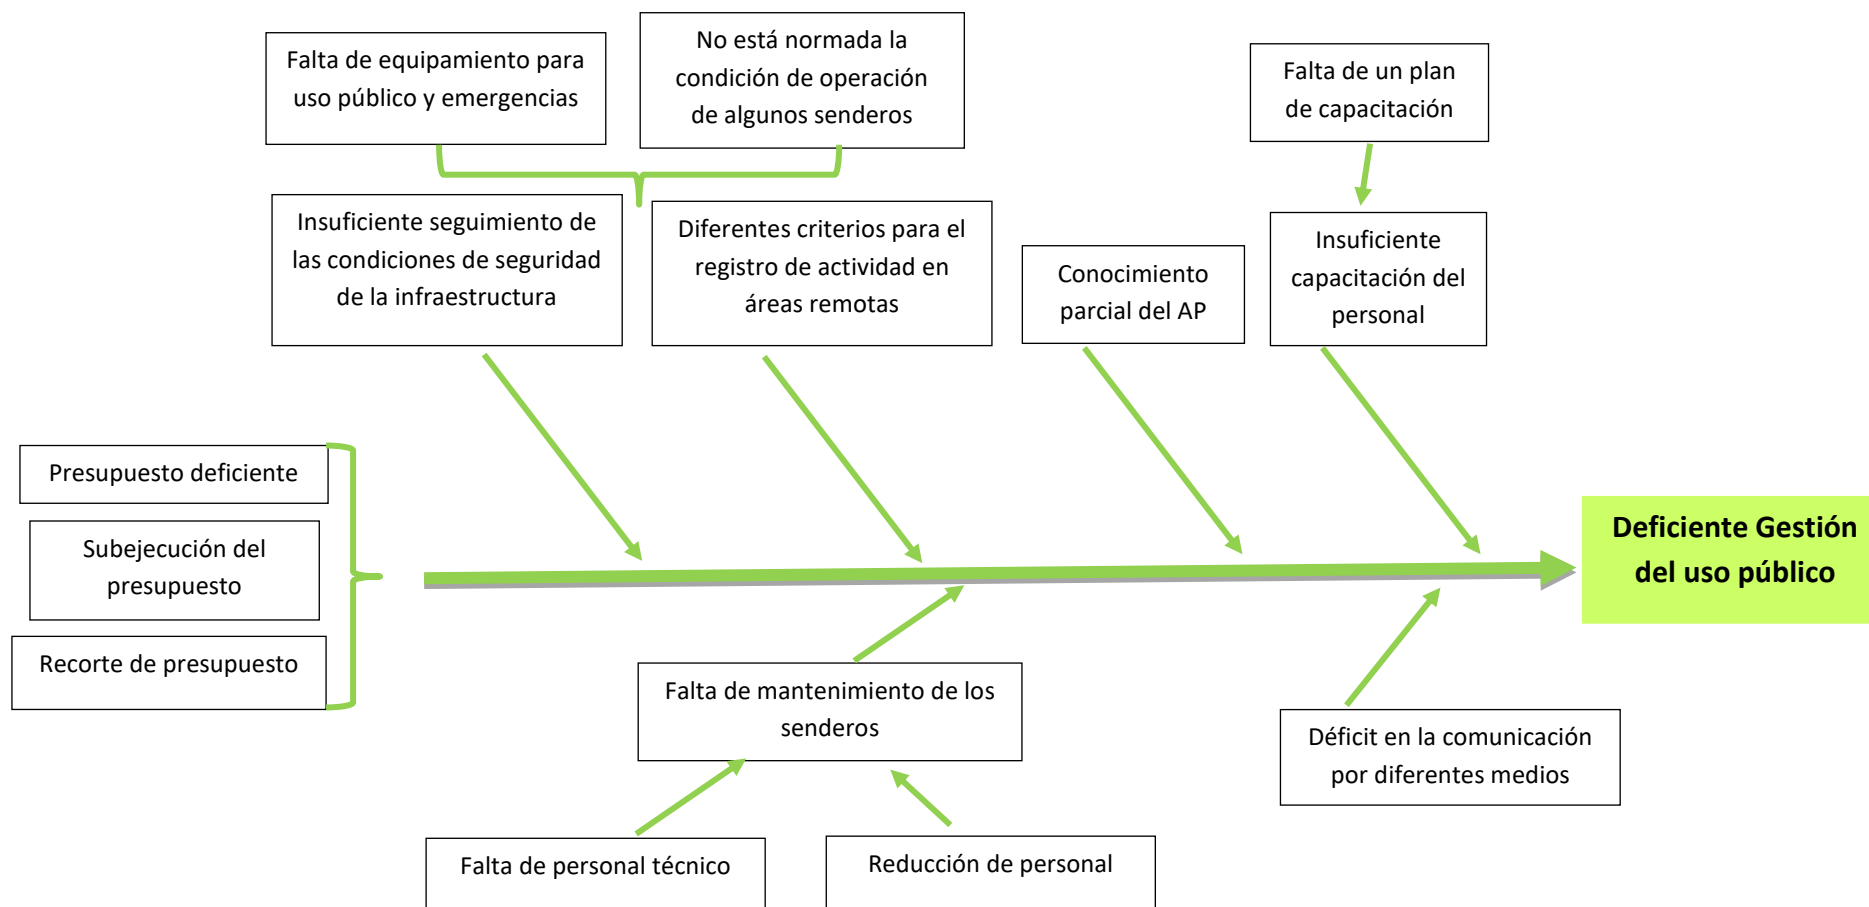 Falta de equipamiento para
uso público y emergencias
No está normada la
condición de operación
de algunos senderos
Falta de un plan
de capacitación
Insuficiente seguimiento de
las condiciones de seguridad
de la infraestructura
Diferentes criterios para el
registro de actividad en
áreas remotas
Conocimiento
parcial del AP
Insuficiente
capacitación del
personal
Presupuesto deficiente
Subejecución del
presupuesto
Recorte de presupuesto
Deficiente Gestión
del uso público
Falta de mantenimiento de los
senderos
Déficit en la comunicación
por diferentes medios
Falta de personal técnico
Reducción de personal